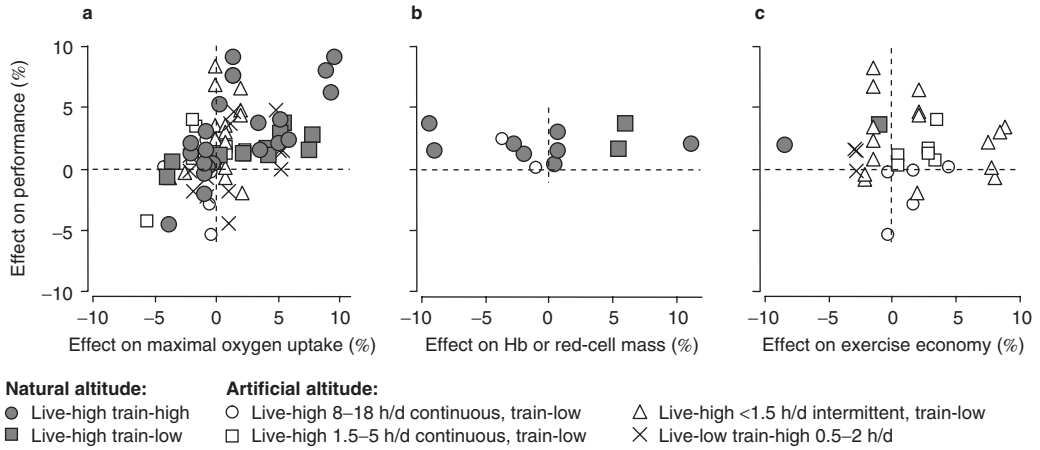 a
b
c
Effect on performance (%)
10
5
0
–5
–10
–10 –5 0 5 10
–10 –5 0 5 10
–10 –5 0 5 10
Effect on maximal oxygen uptake (%)
Effect on Hb or red-cell mass (%)
Effect on exercise economy (%)
Natural altitude:
Live-high train-high
Live-high train-low
Artificial altitude:
Live-high 8–18 h/d continuous, train-low
Live-high 1.5–5 h/d continuous, train-low
Live-high <1.5 h/d intermittent, train-low
Live-low train-high 0.5–2 h/d